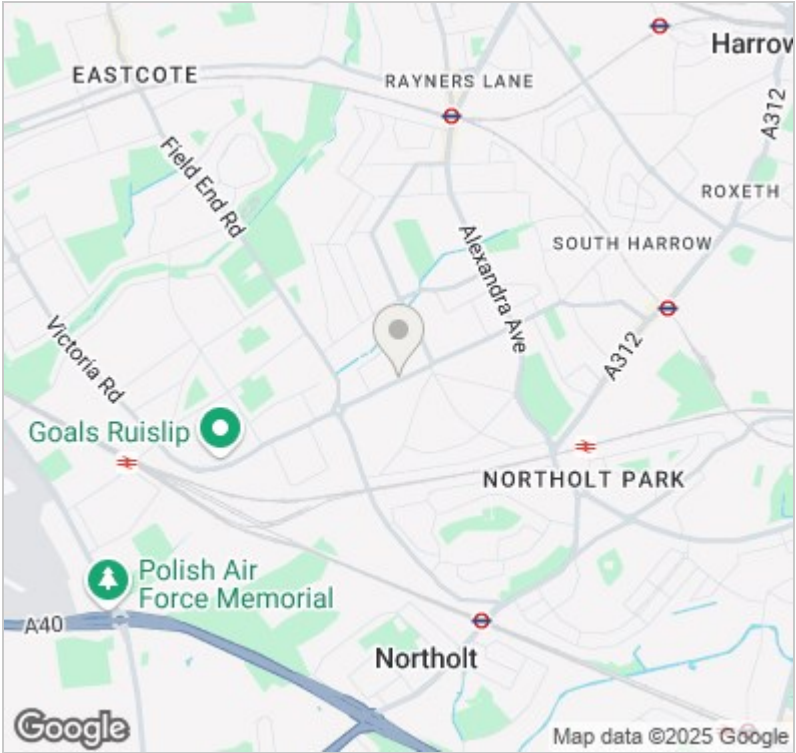 Harrow
EASTCOTE
RAYNERS LANE
A312
Field End Rd
ROXETH
Alexandra Ave
SOUTH HARROW
Victoria Rd
A312
Goals Ruislip
NORTHOLT PARK
Polish Air
Force Memorial
A40
Northolt
Google
Map data ©2025 Google